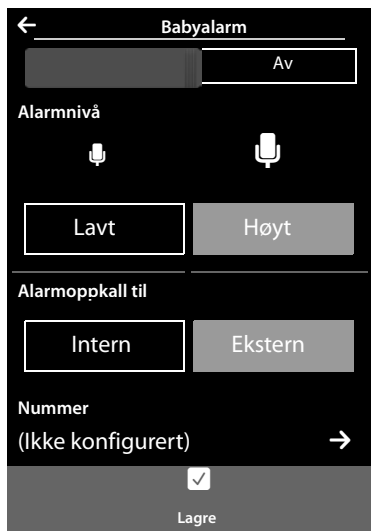 Babyalarm
Av
Alarmnivå
Lavt Høyt
Alarmoppkall til
Intern Ekstern
Nummer
(Ikke konfigurert)
Lagre